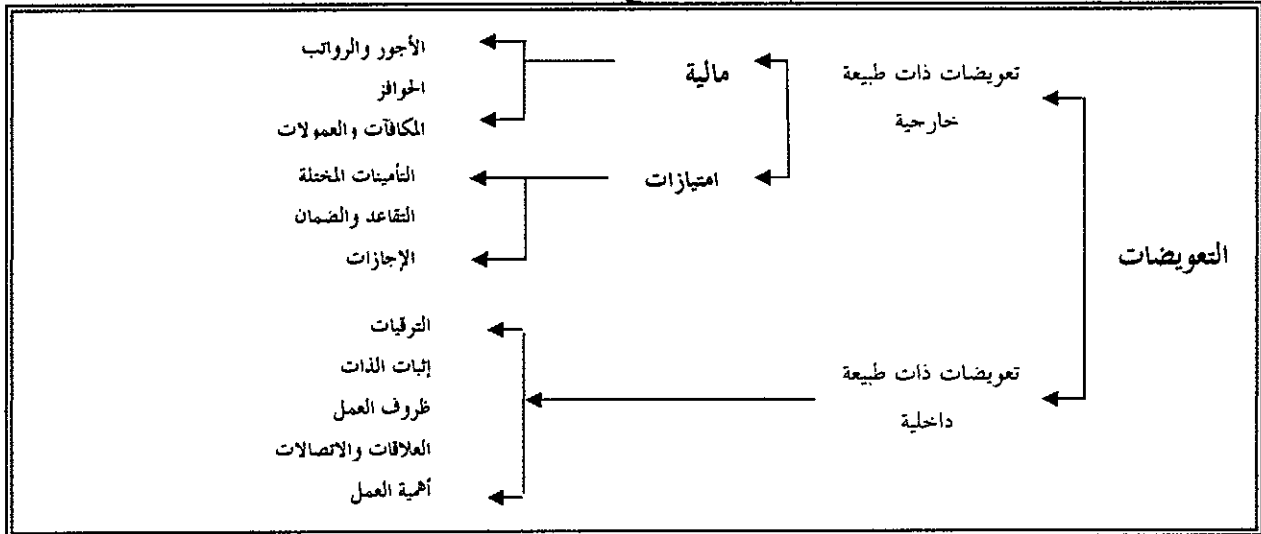 التعويضات
تعويضات ذات طبيعة
خارجية
مالية
الأجور والرواتب
الحوافز
المكافآت والعمولات
امتيازات
التأمينات المختلة
التقاعد والضمان
الإجازات
تعويضات ذات طبيعة
داخلية
الترقيات
إثبات الذات
ظروف العمل
العلاقات والاتصالات
أهمية العمل